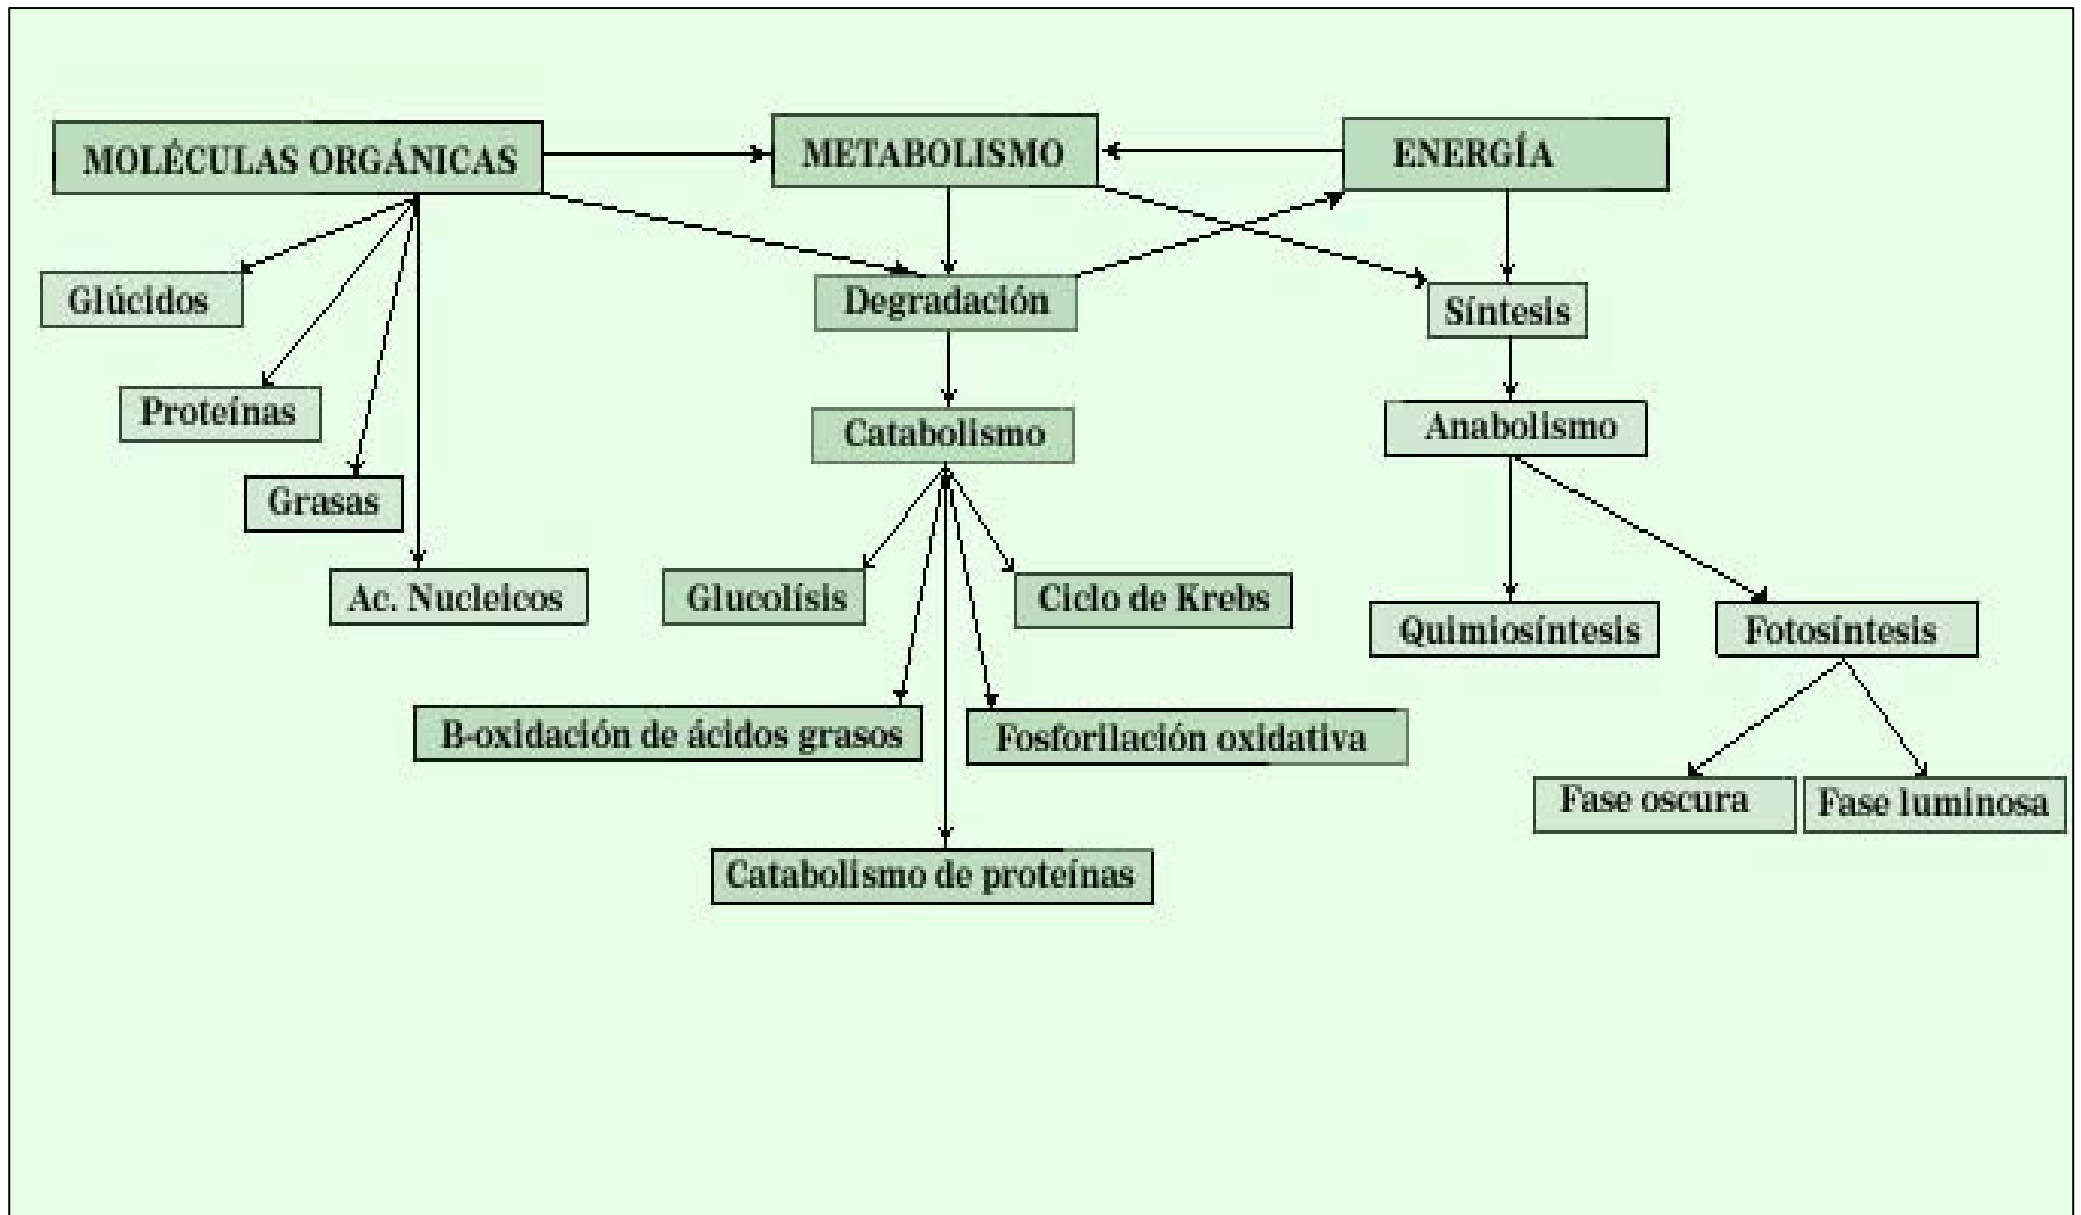 MOLÉCULAS ORGÁNICAS
METABOLISMO
ENERGÍA
Glúcidos
Degradación
Síntesis
Proteínas
Catabolismo
Anabolismo
Grasas
Ac. Nucleicos
Glucolísis
Ciclo de Krebs
Quimiosíntesis
Fotosíntesis
B-oxidación de ácidos grasos
Fosforilación oxidativa
Fase oscura
Fase luminosa
Catabolismo de proteínas